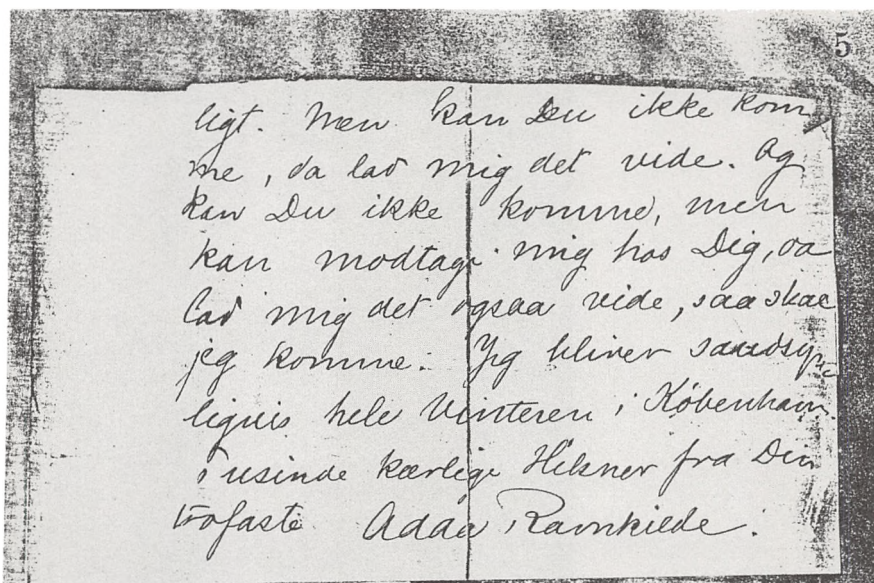 5
ligt. Men kan Du ikke kom
me, da lad mig det vide. Og
kan Du ikke komme, men
kan modtage mig hos Dig, da
lad mig det ogsaa vide, saa skal
jeg komme. Jeg bliver sandsyn
ligvis hele Vinteren i København.
Tusinde kærlige Hilsner fra Din
trofaste Adda Ravnkilde.